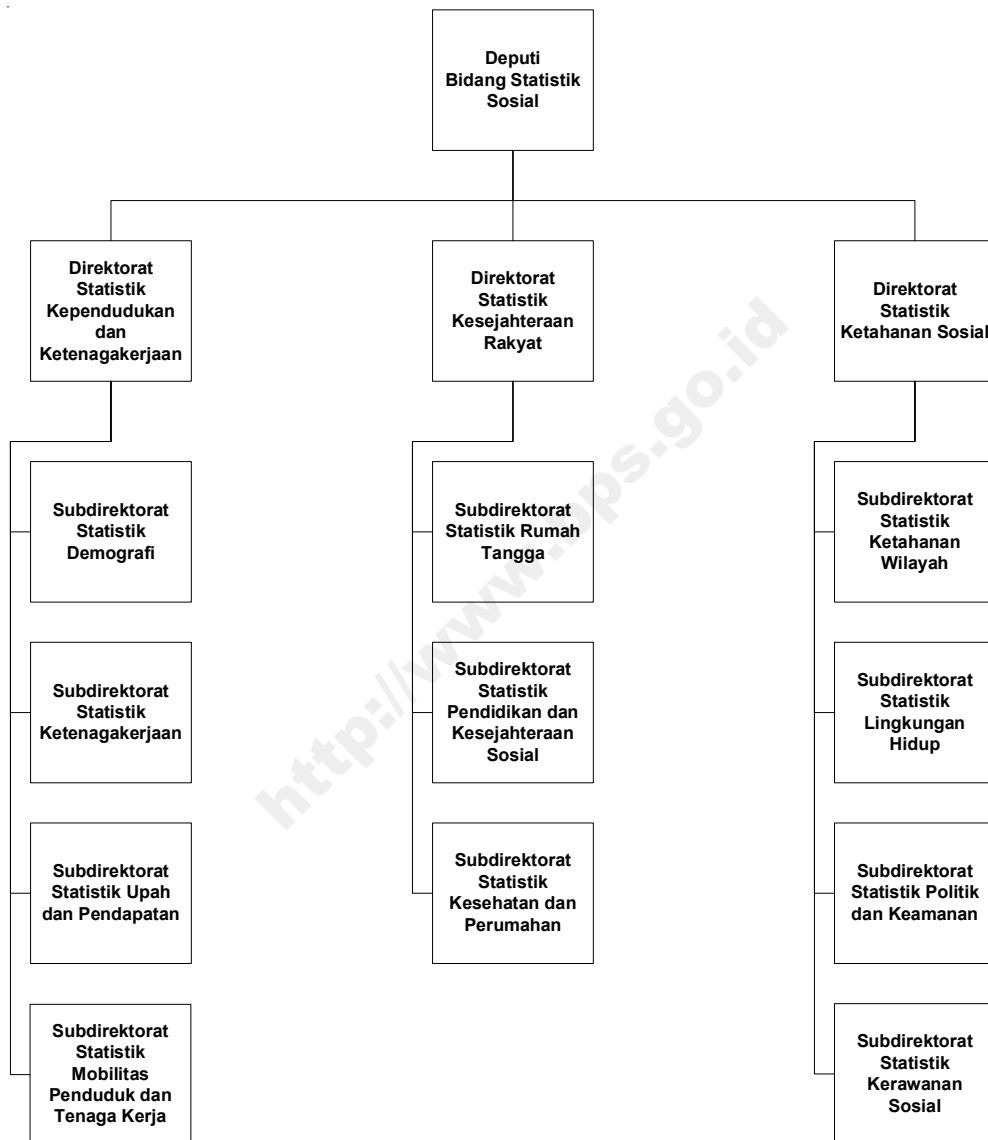 Deputi
Bidang Statistik
Sosial
Direktorat
Statistik
Kependudukan
dan
Ketenagakerjaan
Direktorat
Statistik
Kesejahteraan
Rakyat
Direktorat
Statistik
Ketahanan Sosial
Subdirektorat
Statistik
Demografi
Subdirektorat
Statistik Rumah
Tangga
Subdirektorat
Statistik
Ketahanan
Wilayah
Subdirektorat
Statistik
Ketenagakerjaan
Subdirektorat
Statistik
Pendidikan dan
Kesejahteraan
Sosial
Subdirektorat
Statistik
Lingkungan
Hidup
Subdirektorat
Statistik Upah
dan Pendapatan
Subdirektorat
Statistik
Kesehatan dan
Perumahan
Subdirektorat
Statistik Politik
dan Keamanan
Subdirektorat
Statistik
Mobilitas
Penduduk dan
Tenaga Kerja
Subdirektorat
Statistik
Kerawanan
Sosial
http://www.bps.go.id